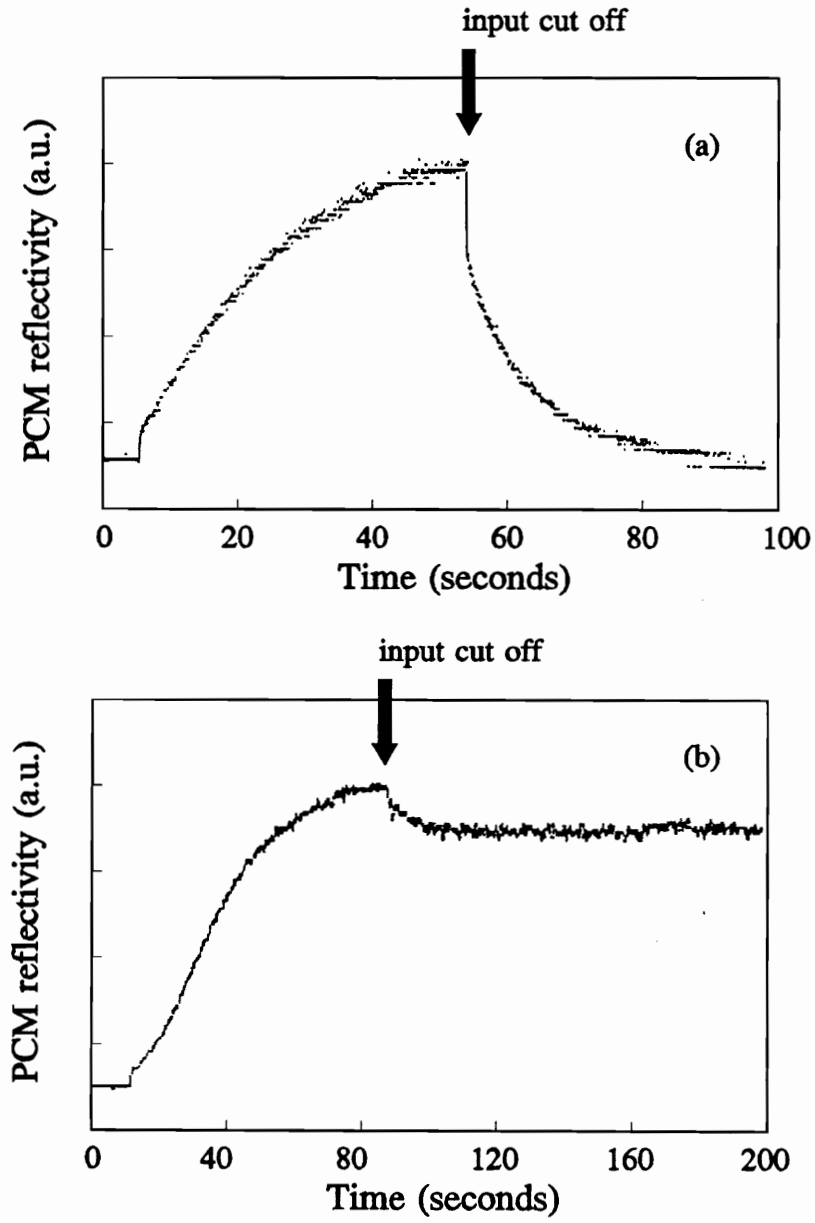 input cut off
(a)
PCM reflectivity (a.u.)
0 20 40 60 80 100
Time (seconds)
input cut off
(b)
PCM reflectivity (a.u.)
0 40 80 120 160 200
Time (seconds)